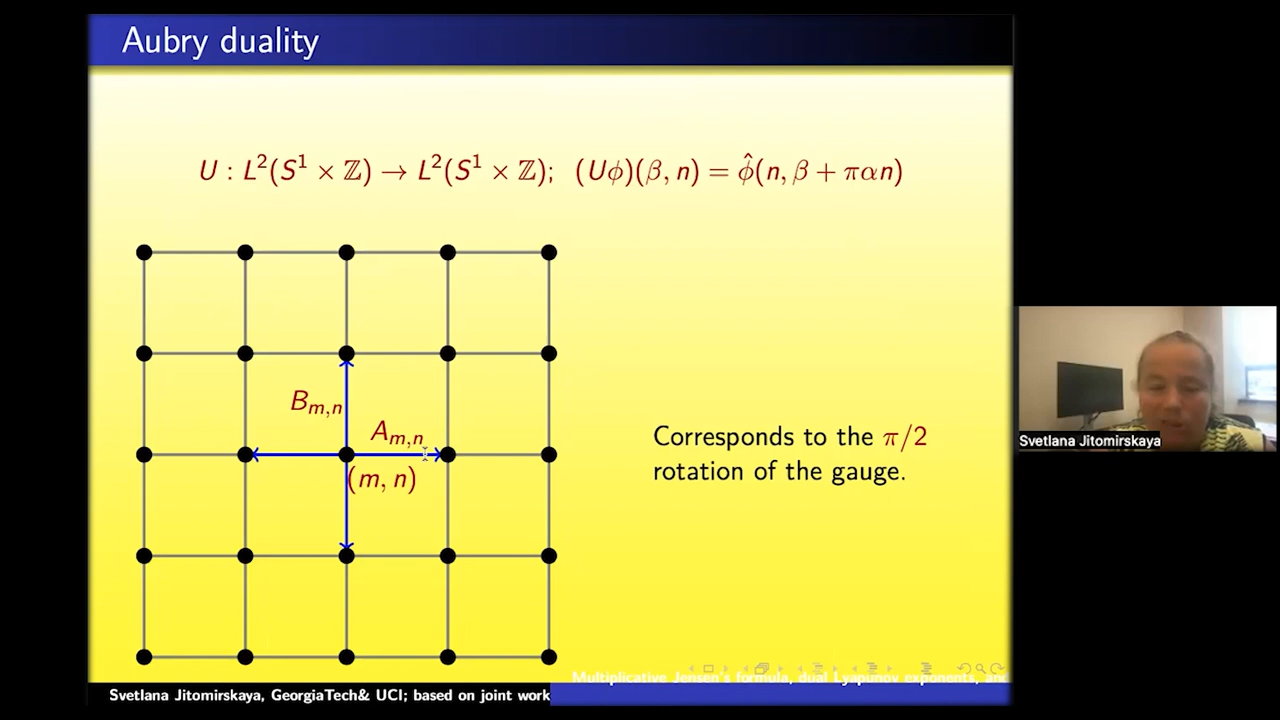 Aubry duality
U : L²(S¹ × ℤ) → L²(S¹ × ℤ); (Uϕ)(β, n) = ϕ̂(n, β + παn)
B_{m,n}
A_{m,n}
(m, n)
Corresponds to the π/2
rotation of the gauge.
Svetlana Jitomirskaya
Multiplicative Jensen's formula, dual Lyapunov exponents, and
Svetlana Jitomirskaya, GeorgiaTech& UCI; based on joint work